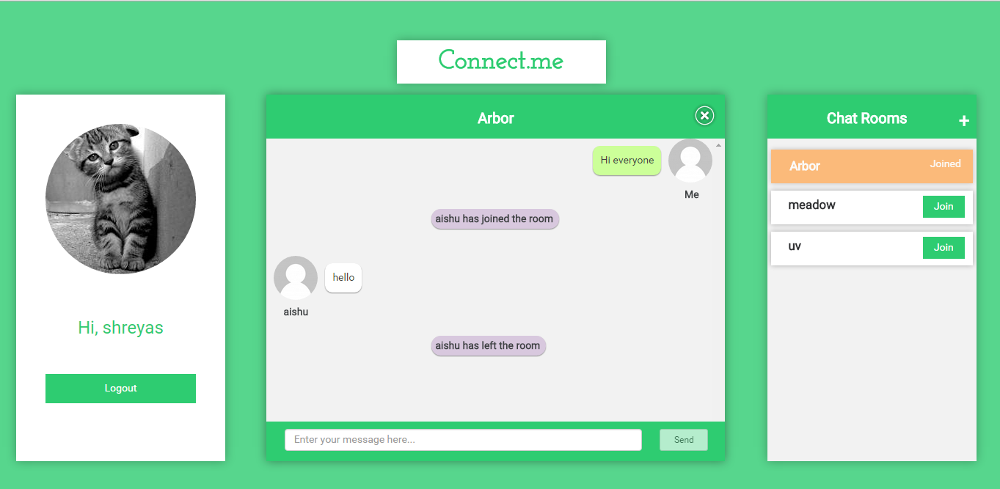 Connect.me
Hi, shreyas
Logout
Arbor
Hi everyone
Me
aishu has joined the room
hello
aishu
aishu has left the room
Enter your message here...
Send
Chat Rooms
+
Arbor
Joined
meadow
Join
uv
Join